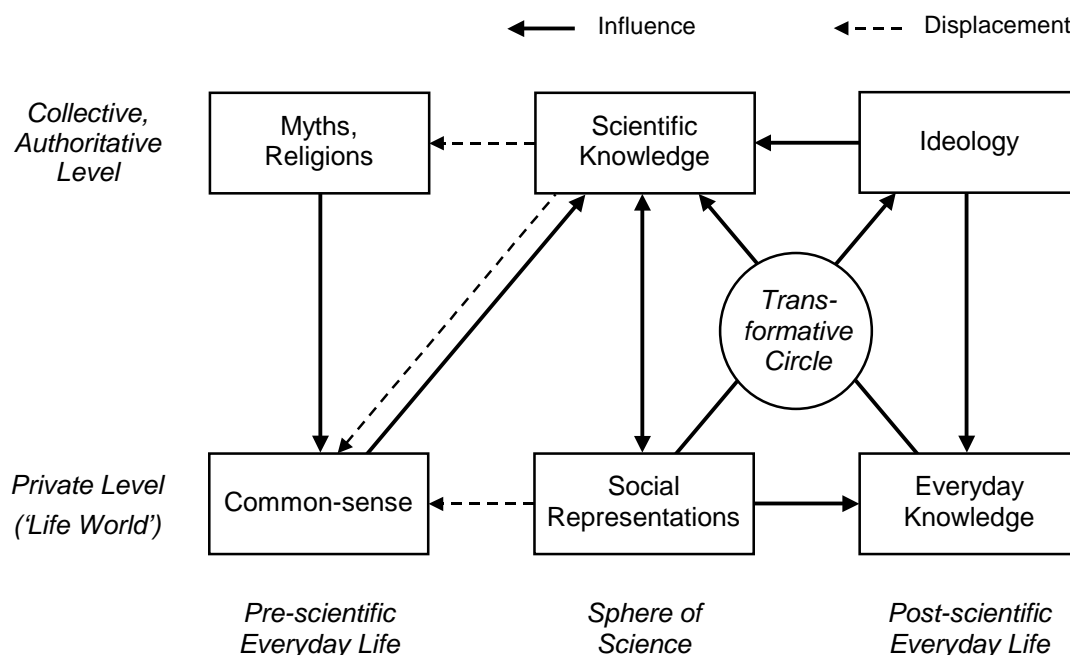 Influence
Displacement
Collective,
Authoritative
Level
Myths,
Religions
Scientific
Knowledge
Ideology
Trans-
formative
Circle
Private Level
(‘Life World’)
Common-sense
Social
Representations
Everyday
Knowledge
Pre-scientific
Everyday Life
Sphere of
Science
Post-scientific
Everyday Life